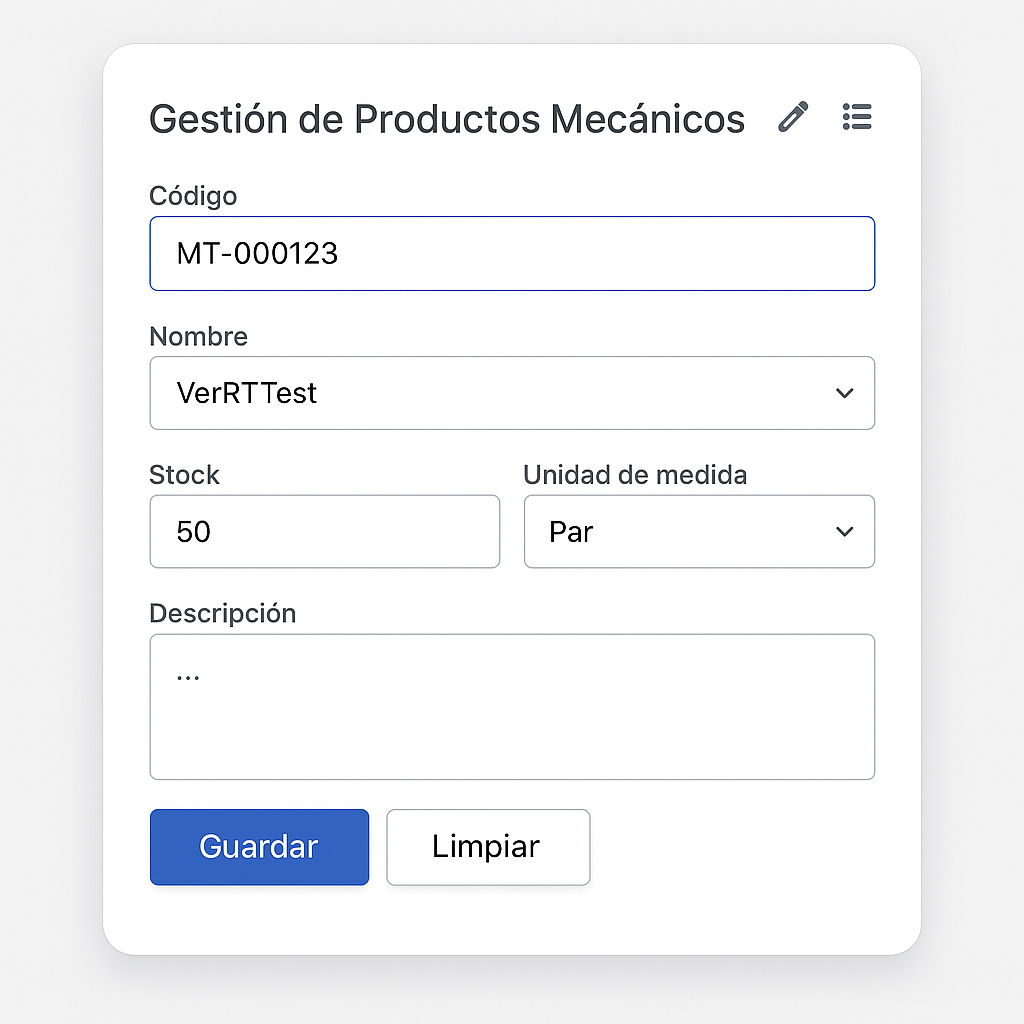 Gestión de Productos Mecánicos
Código
MT-000123
Nombre
VerRTTest
Stock
Unidad de medida
50
Par
Descripción
...
Guardar
Limpiar